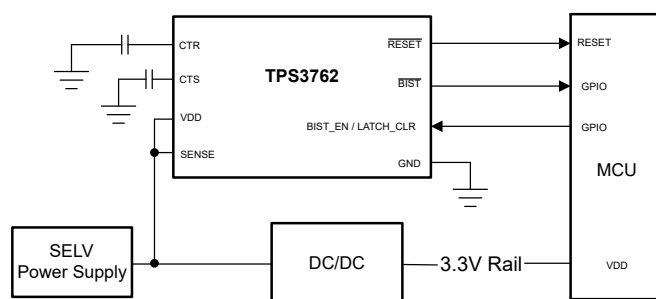 CTR
CTS
VDD
SENSE
TPS3762
RESET
BIST
BIST_EN / LATCH_CLR
GND
RESET
GPIO
GPIO
MCU
VDD
SELV
Power Supply
DC/DC
3.3V Rail